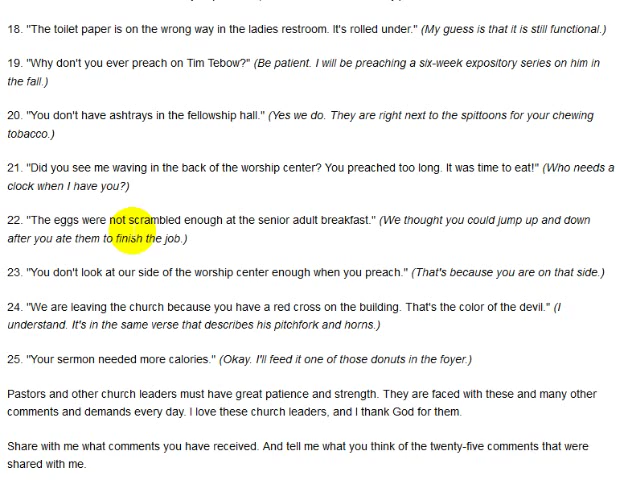 18. "The toilet paper is on the wrong way in the ladies restroom. It's rolled under." (My guess is that it is still functional.)
19. "Why don't you ever preach on Tim Tebow?" (Be patient. I will be preaching a six-week expository series on him in
the fall.)
20. "You don't have ashtrays in the fellowship hall." (Yes we do. They are right next to the spittoons for your chewing
tobacco.)
21. "Did you see me waving in the back of the worship center? You preached too long. It was time to eat!" (Who needs a
clock when I have you?)
22. "The eggs were not scrambled enough at the senior adult breakfast." (We thought you could jump up and down
after you ate them to finish the job.)
23. "You don't look at our side of the worship center enough when you preach." (That's because you are on that side.)
24. "We are leaving the church because you have a red cross on the building. That's the color of the devil." (I
understand. It's in the same verse that describes his pitchfork and horns.)
25. "Your sermon needed more calories." (Okay. I'll feed it one of those donuts in the foyer.)
Pastors and other church leaders must have great patience and strength. They are faced with these and many other
comments and demands every day. I love these church leaders, and I thank God for them.
Share with me what comments you have received. And tell me what you think of the twenty-five comments that were
shared with me.